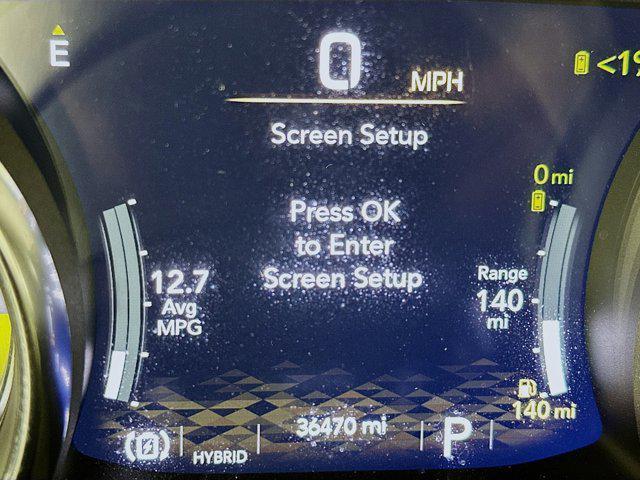 E
0 MPH
<1%
Screen Setup
0 mi
Press OK
to Enter
Screen Setup
12.7
Avg
MPG
Range
140
mi
140 mi
HYBRID
36470 mi
P